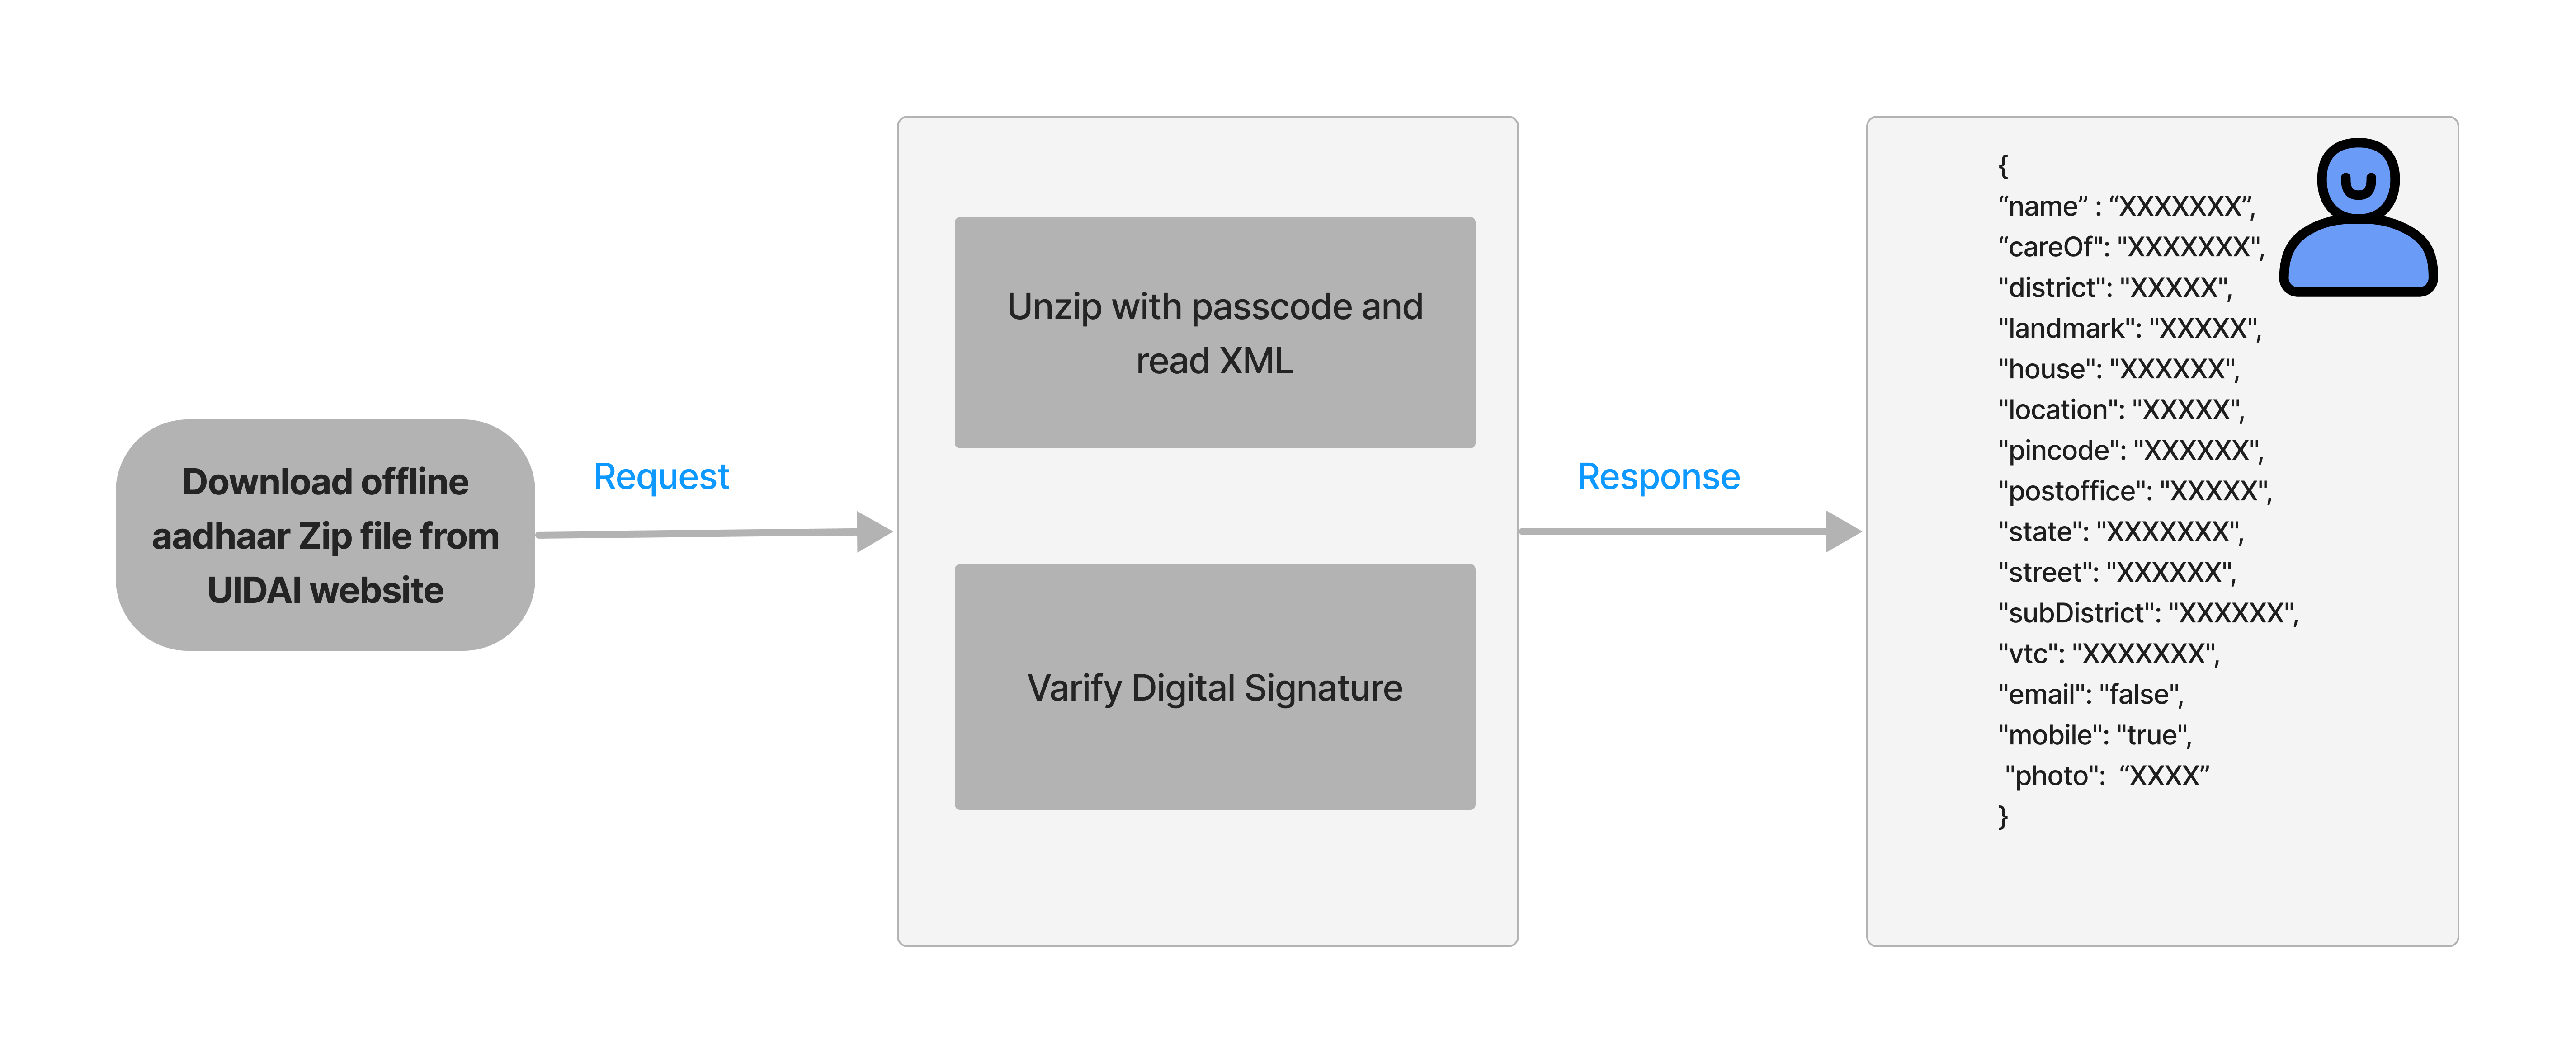 Download offline
aadhaar Zip file from
UIDAI website
Request
Unzip with passcode and
read XML
Varify Digital Signature
Response
{
“name” : “XXXXXXX”,
“careOf": "XXXXXXX",
"district": "XXXXX",
"landmark": "XXXXX",
"house": "XXXXXX",
"location": "XXXXX",
"pincode": "XXXXXX",
"postoffice": "XXXXX",
"state": "XXXXXXX",
"street": "XXXXXX",
"subDistrict": "XXXXXX",
"vtc": "XXXXXXX",
"email": "false",
"mobile": "true",
"photo":  “XXXX”
}